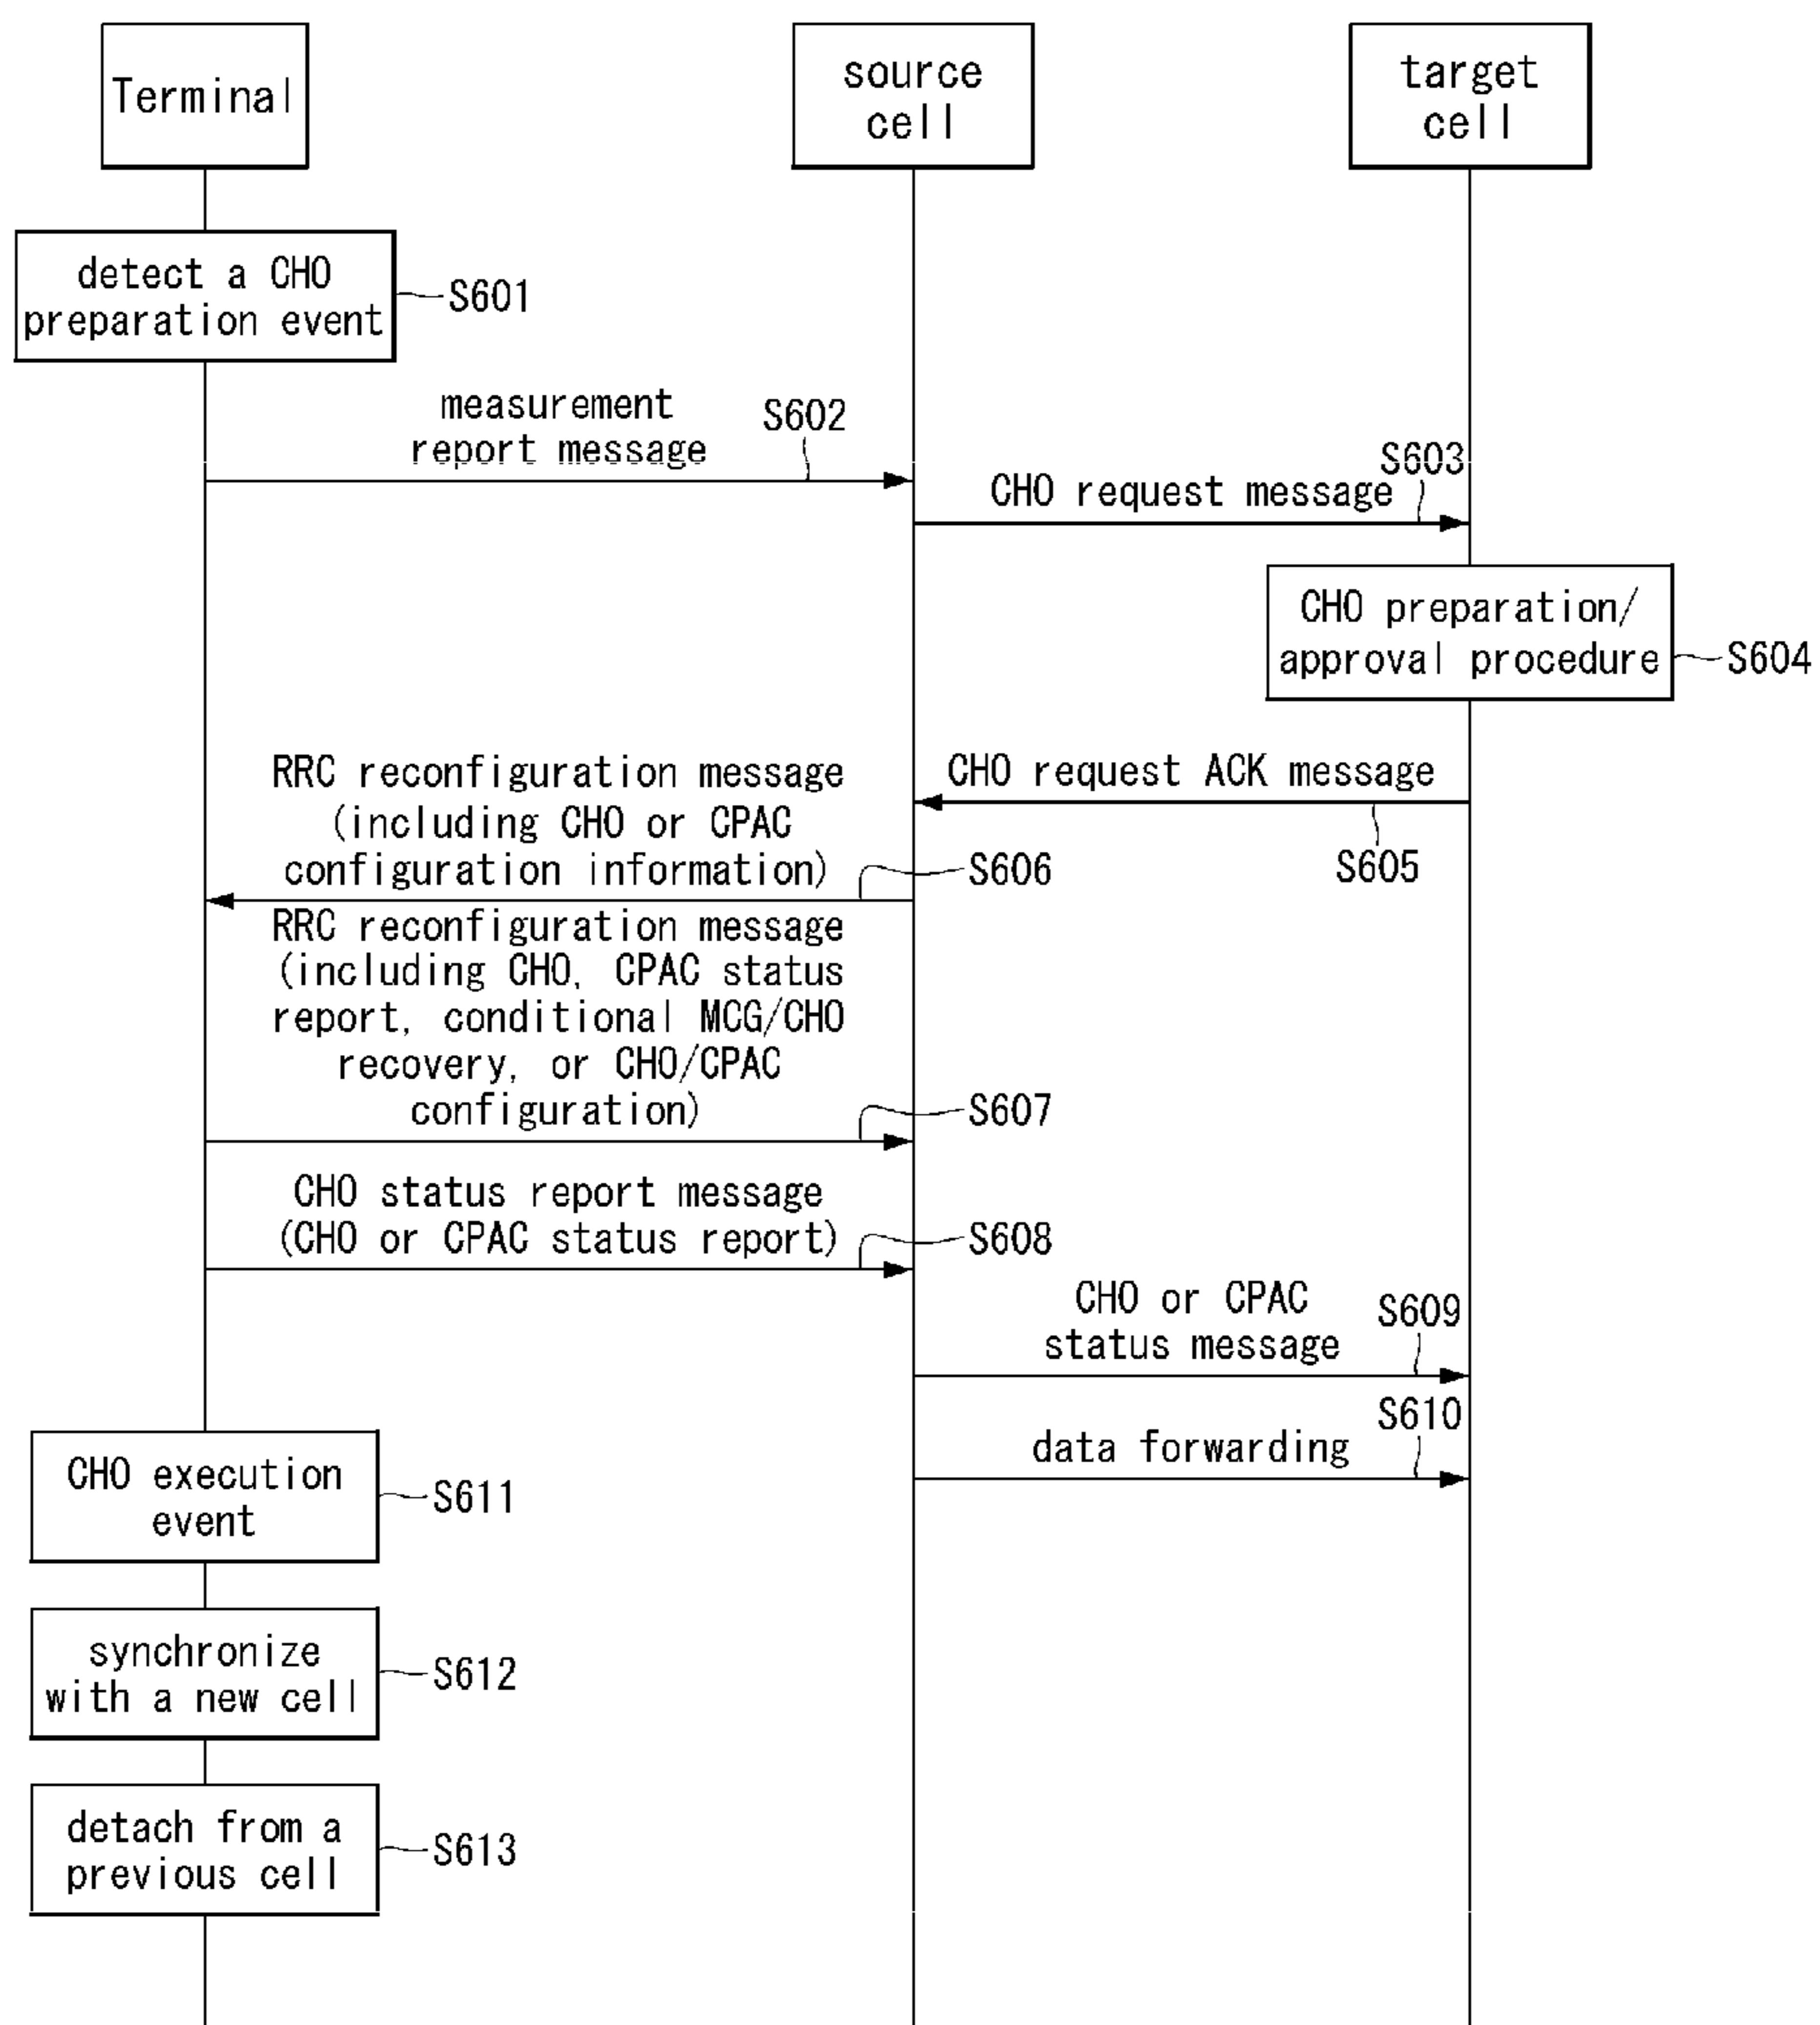 Terminal
source
cell
target
cell
detect a CHO
preparation event
S601
measurement
report message
S602
CHO request message
S603
CHO preparation/
approval procedure
S604
CHO request ACK message
S605
RRC reconfiguration message
(including CHO or CPAC
configuration information)
S606
RRC reconfiguration message
(including CHO, CPAC status
report, conditional MCG/CHO
recovery, or CHO/CPAC
configuration)
S607
CHO status report message
(CHO or CPAC status report)
S608
CHO or CPAC
status message
S609
data forwarding
S610
CHO execution
event
S611
synchronize
with a new cell
S612
detach from a
previous cell
S613